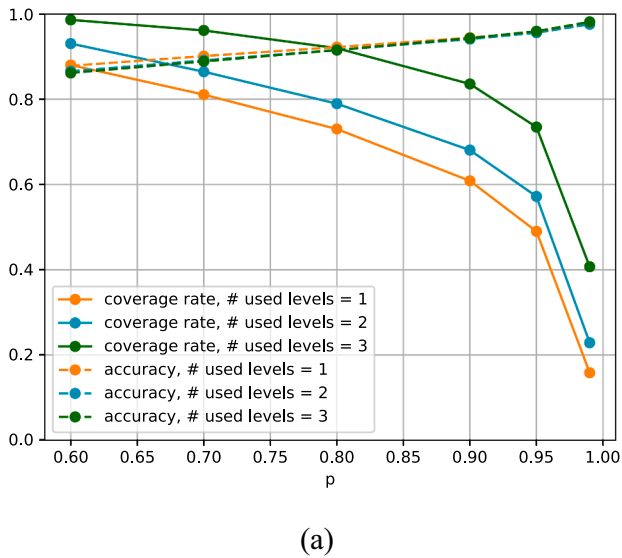 1.0
0.8
0.6
0.4
0.2
0.0
coverage rate, # used levels = 1
coverage rate, # used levels = 2
coverage rate, # used levels = 3
accuracy, # used levels = 1
accuracy, # used levels = 2
accuracy, # used levels = 3
0.60 0.65 0.70 0.75 0.80 0.85 0.90 0.95 1.00
p
(a)